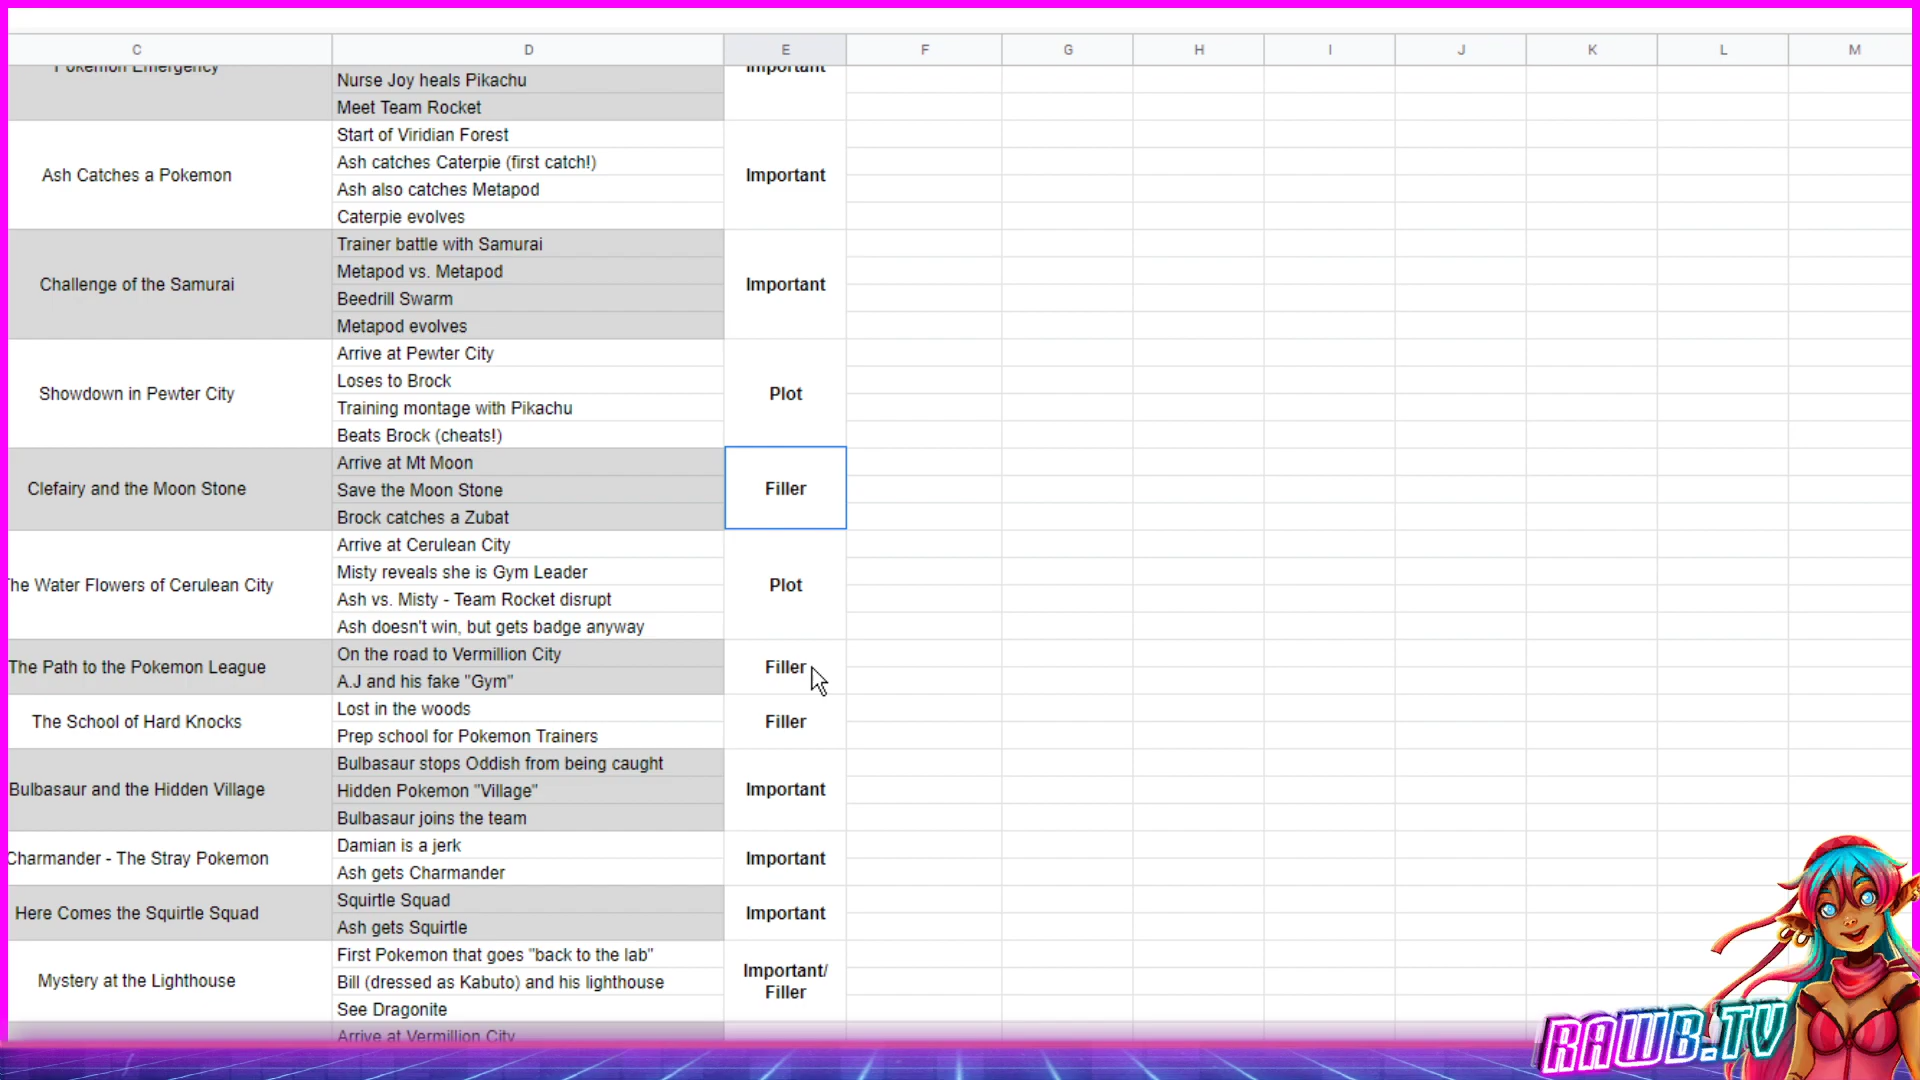 C D E F G H I J K L M
Pokemon Emergency
Important
Nurse Joy heals Pikachu
Meet Team Rocket
Ash Catches a Pokemon
Start of Viridian Forest
Ash catches Caterpie (first catch!)
Ash also catches Metapod
Caterpie evolves
Important
Challenge of the Samurai
Trainer battle with Samurai
Metapod vs. Metapod
Beedrill Swarm
Metapod evolves
Important
Showdown in Pewter City
Arrive at Pewter City
Loses to Brock
Training montage with Pikachu
Beats Brock (cheats!)
Plot
Clefairy and the Moon Stone
Arrive at Mt Moon
Save the Moon Stone
Brock catches a Zubat
Filler
The Water Flowers of Cerulean City
Arrive at Cerulean City
Misty reveals she is Gym Leader
Ash vs. Misty - Team Rocket disrupt
Ash doesn't win, but gets badge anyway
Plot
The Path to the Pokemon League
On the road to Vermillion City
A.J and his fake "Gym"
Filler
The School of Hard Knocks
Lost in the woods
Prep school for Pokemon Trainers
Filler
Bulbasaur and the Hidden Village
Bulbasaur stops Oddish from being caught
Hidden Pokemon "Village"
Bulbasaur joins the team
Important
Charmander - The Stray Pokemon
Damian is a jerk
Ash gets Charmander
Important
Here Comes the Squirtle Squad
Squirtle Squad
Ash gets Squirtle
Important
Mystery at the Lighthouse
First Pokemon that goes "back to the lab"
Bill (dressed as Kabuto) and his lighthouse
See Dragonite
Important/
Filler
Arrive at Vermillion City
RAWB.TV